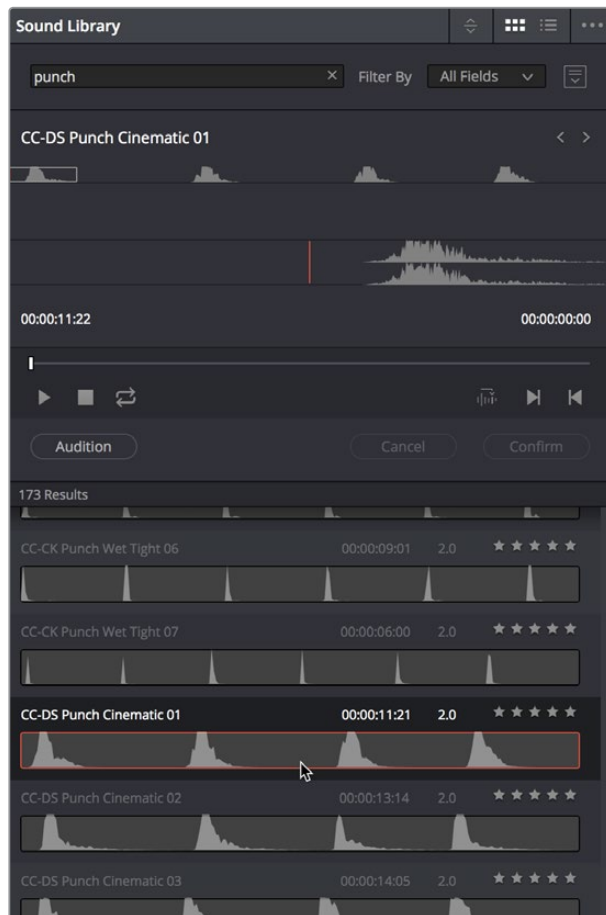 Sound Library
punch
Filter By All Fields
CC-DS Punch Cinematic 01
00:00:11:22 00:00:00:00
Audition Cancel Confirm
173 Results
CC-CK Punch Wet Tight 06 00:00:09:01 2.0
CC-CK Punch Wet Tight 07 00:00:06:00 2.0
CC-DS Punch Cinematic 01 00:00:11:21 2.0
CC-DS Punch Cinematic 02 00:00:13:14 2.0
CC-DS Punch Cinematic 03 00:00:14:05 2.0